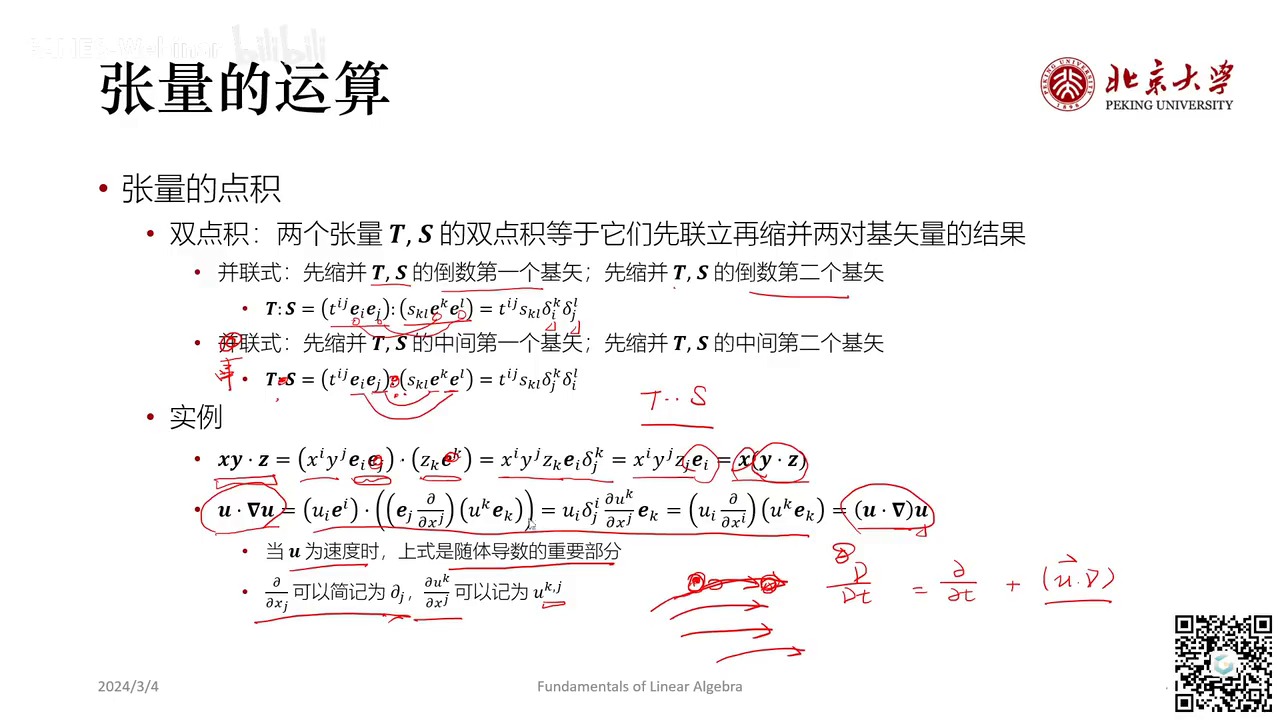 bilibili
张量的运算
北京大学
PEKING UNIVERSITY
• 张量的点积
• 双点积：两个张量 T, S 的双点积等于它们先联立再缩并两对基矢量的结果
• 并联式：先缩并 T, S 的倒数第一个基矢；先缩并 T, S 的倒数第二个基矢
• T: S = (t^{ij}e_i e_j): (s_{kl}e^k e^l) = t^{ij}s_{kl}δ_i^k δ_j^l
联式：先缩并 T, S 的中间第一个基矢；先缩并 T, S 的中间第二个基矢
串
• T∙∙S = (t^{ij}e_i e_j)∙∙(s_{kl}e^k e^l) = t^{ij}s_{kl}δ_j^k δ_i^l
T ∙∙ S
• 实例
• xy ∙ z = (x^i y^j e_i e_j) ∙ (z_k e^k) = x^i y^j z_k e_i δ_j^k = x^i y^j z_j e_i = x(y ∙ z)
• u ∙ ∇u = (u_i e^i) ∙ ((e_j ∂/∂x^j)(u^k e_k)) = u_i δ_j^i ∂u^k/∂x^j e_k = (u_i ∂/∂x^i)(u^k e_k) = (u ∙ ∇)u
• 当 u 为速度时，上式是随体导数的重要部分
• ∂/∂x_j 可以简记为 ∂_j, ∂u^k/∂x^j 可以记为 u^{k,j}
D/Dt = ∂/∂t + (u⃗ ∙ ∇)
2024/3/4
Fundamentals of Linear Algebra